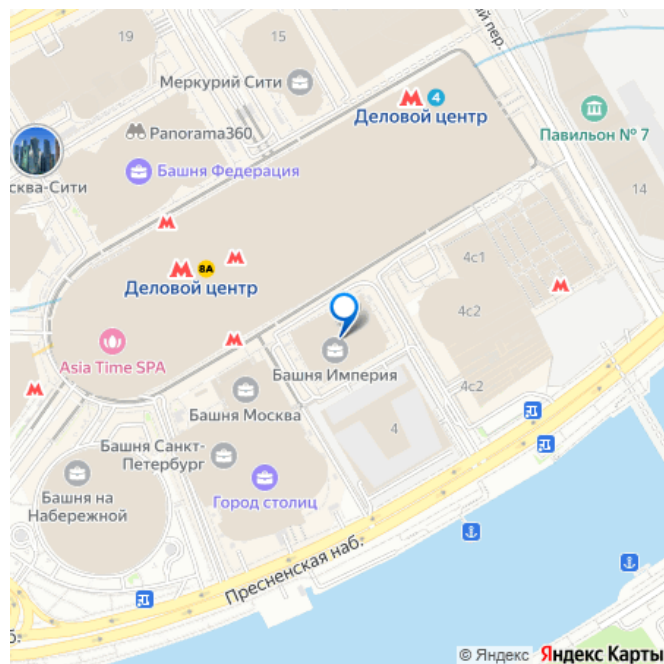 19
15
й пер.
Меркурий Сити
4
Деловой центр
Павильон № 7
Panorama360
сква-Сити
Башня Федерация
14
4с1
8А
Деловой центр
4с2
Asia Time SPA
Башня Империя
4с2
Башня Москва
4
Башня Санкт-
Петербург
Башня на
Набережной
Город столиц
Пресненская наб.
б.
© Яндекс Яндекс Карты